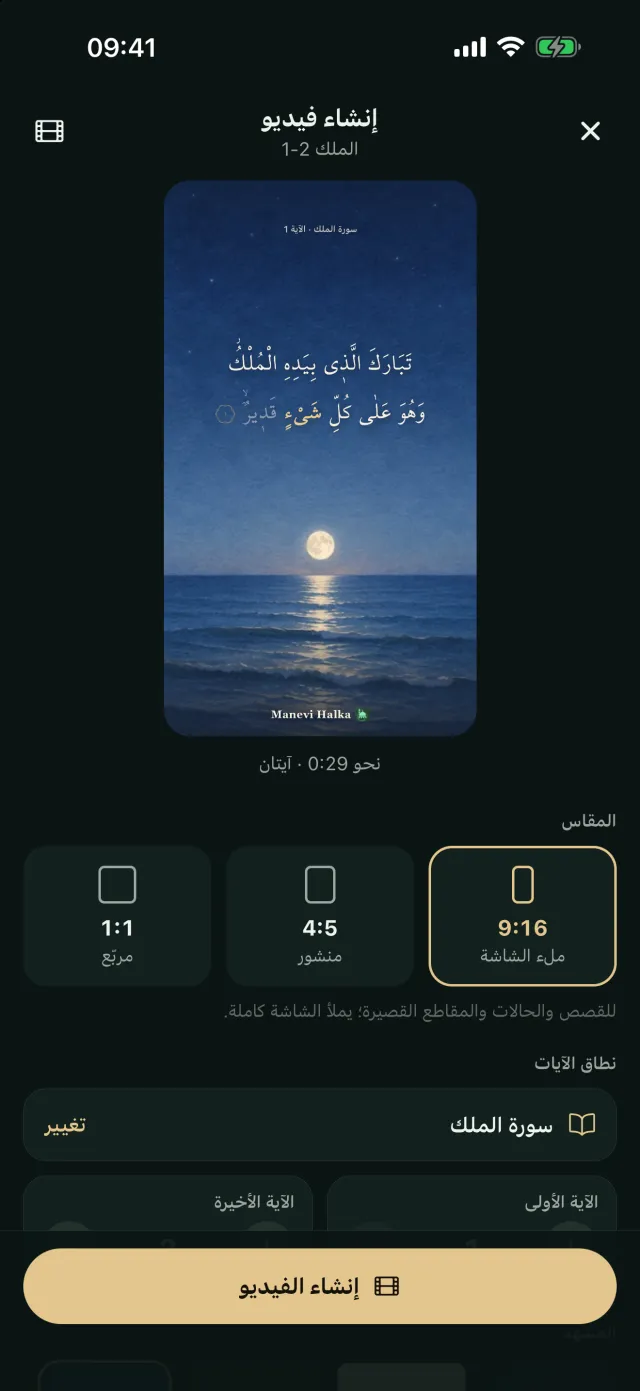 09:41
إنشاء فيديو
الملك 2-1
سورة الملك · الآية 1
تَبَارَكَ الَّذ۪ى بِيَدِهِ الْمُلْكُۘ
وَهُوَ عَلٰى كُلِّ شَىْءٍ قَد۪يرٌۙ
Manevi Halka
نحو 0:29 · آيتان
المقاس
9:16
ملء الشاشة
4:5
منشور
1:1
مربّع
للقصص والحالات والمقاطع القصيرة؛ يملأ الشاشة كاملة.
نطاق الآيات
سورة الملك
تغيير
الآية الأولى
الآية الأخيرة
إنشاء الفيديو